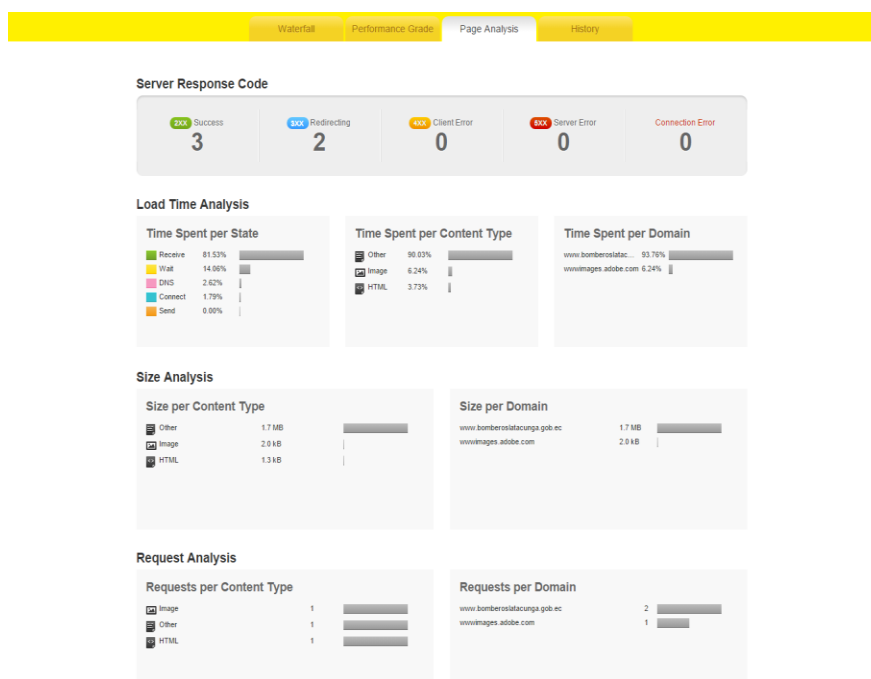 Waterfall Performance Grade Page Analysis History
Server Response Code
2XX Success 3XX Redirecting 4XX Client Error 5XX Server Error Connection Error
3 2 0 0 0
Load Time Analysis
Time Spent per State
Receive 81.53%
Wait 14.06%
DNS 2.62%
Connect 1.79%
Send 0.00%
Time Spent per Content Type
Other 90.03%
Image 6.24%
HTML 3.73%
Time Spent per Domain
www.bomberoslatac... 93.76%
wwwimages.adobe.com 6.24%
Size Analysis
Size per Content Type
Other 1.7 MB
Image 2.0 kB
HTML 1.3 kB
Size per Domain
www.bomberoslatacunga.gob.ec 1.7 MB
wwwimages.adobe.com 2.0 kB
Request Analysis
Requests per Content Type
Image 1
Other 1
HTML 1
Requests per Domain
www.bomberoslatacunga.gob.ec 2
wwwimages.adobe.com 1